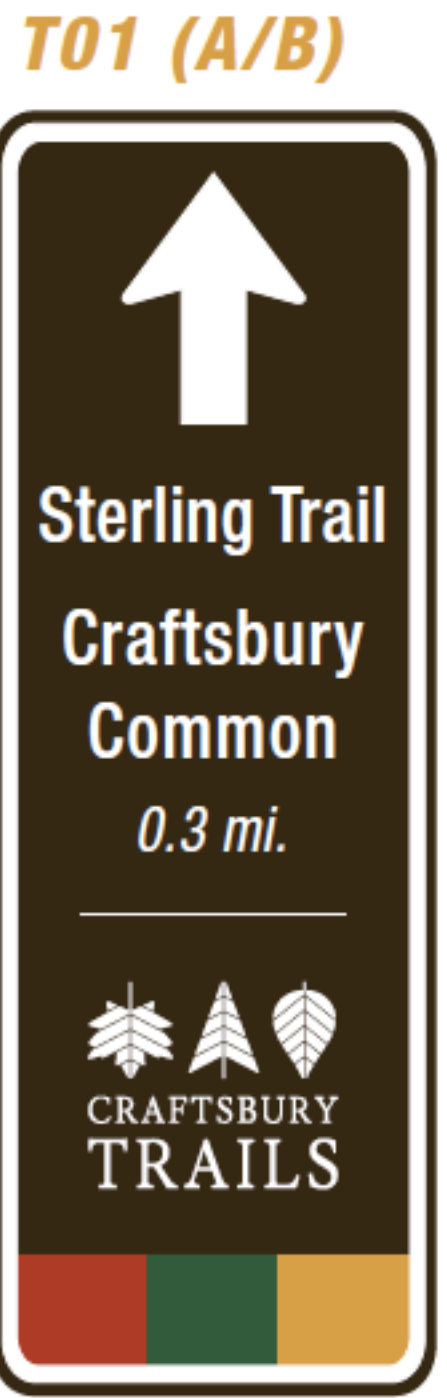 T01 (A/B)
Sterling Trail
Craftsbury
Common
0.3 mi.
CRAFTSBURY
TRAILS